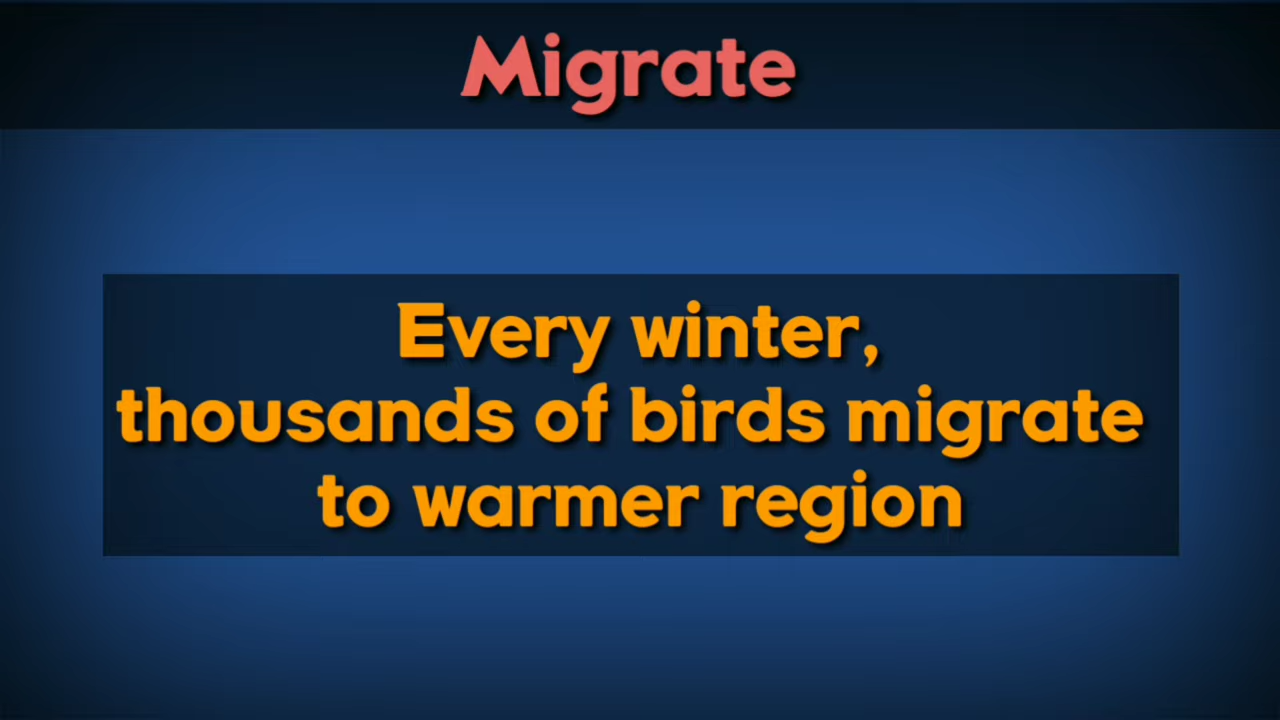 Migrate
Every winter,
thousands of birds migrate
to warmer region